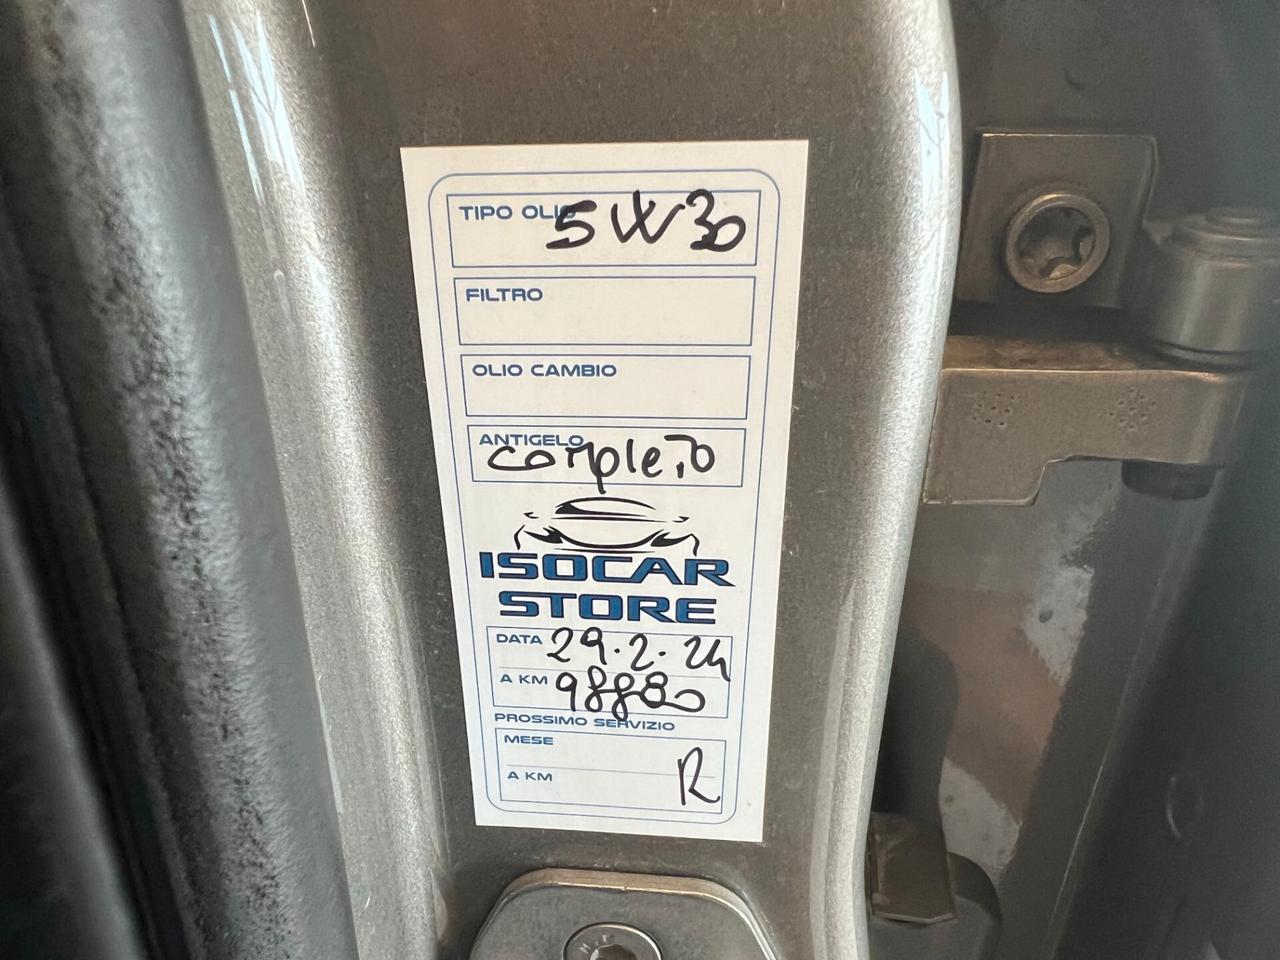 TIPO OLIO 5W30
FILTRO
OLIO CAMBIO
ANTIGELO
completo
ISOCAR
STORE
DATA 29.2.24
A KM 98880
PROSSIMO SERVIZIO
MESE
A KM R